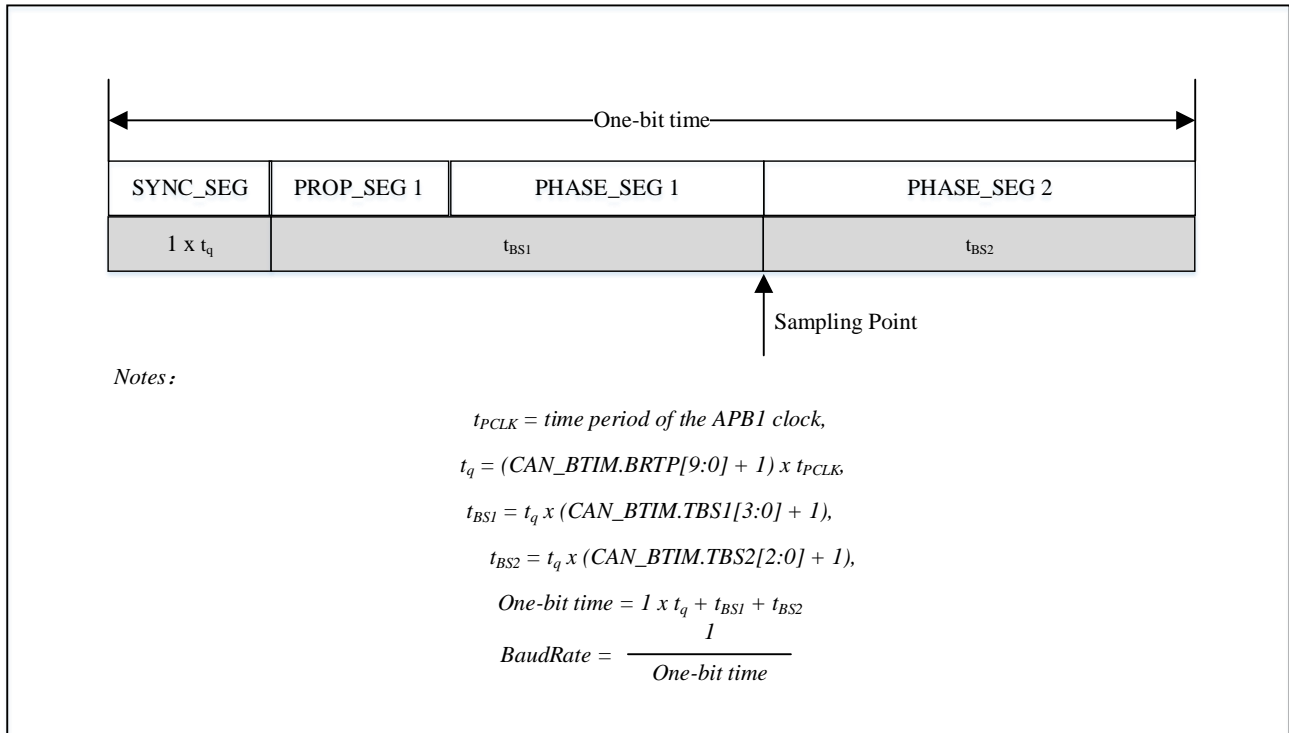 One-bit time
SYNC_SEG PROP_SEG 1 PHASE_SEG 1 PHASE_SEG 2
1 x tq tBS1 tBS2
Sampling Point
Notes：
tPCLK = time period of the APB1 clock,
tq = (CAN_BTIM.BRTP[9:0] + 1) x tPCLK,
tBS1 = tq x (CAN_BTIM.TBS1[3:0] + 1),
tBS2 = tq x (CAN_BTIM.TBS2[2:0] + 1),
One-bit time = 1 x tq + tBS1 + tBS2
1
BaudRate =
One-bit time